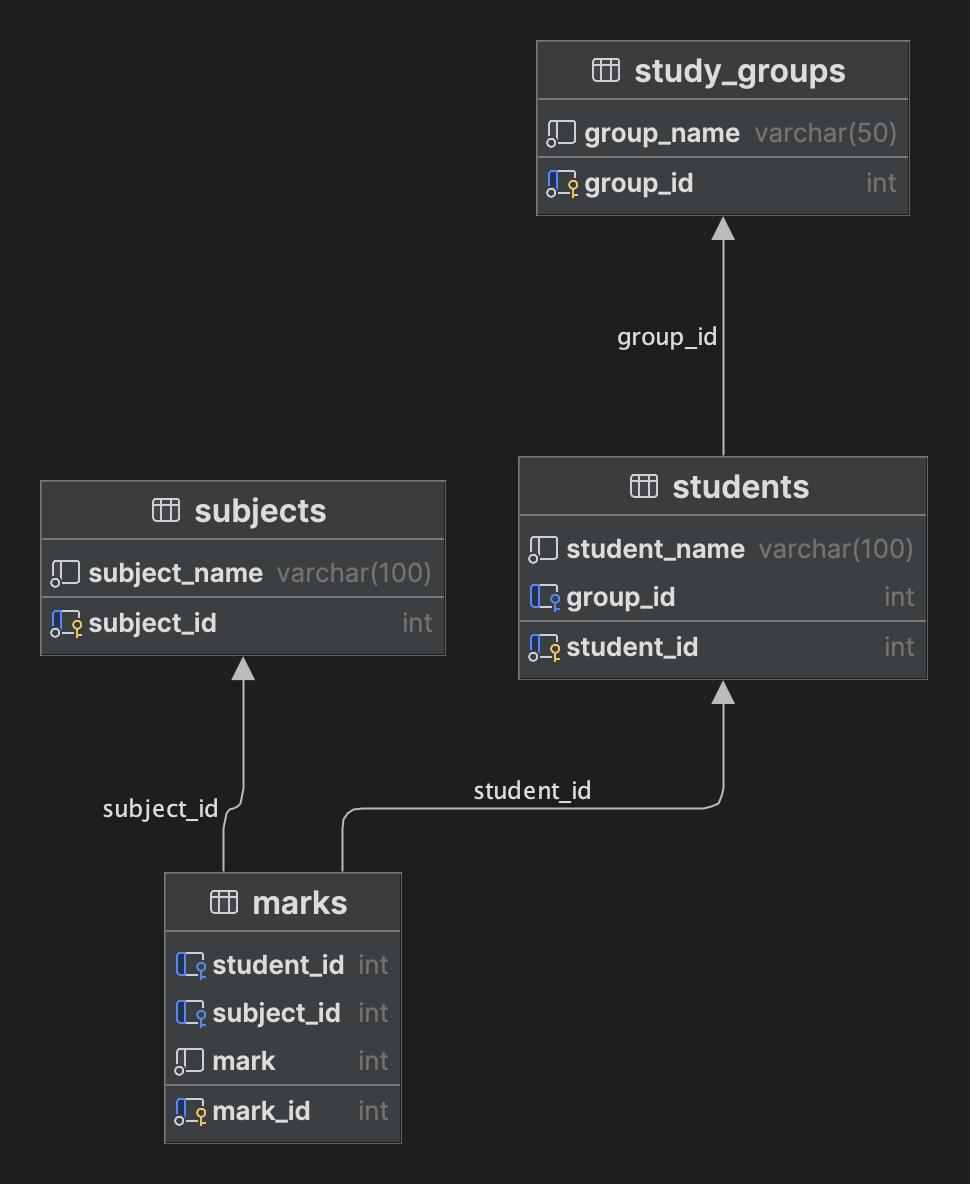 study_groups
group_name varchar(50)
group_id int
group_id
subjects
subject_name varchar(100)
subject_id int
students
student_name varchar(100)
group_id int
student_id int
subject_id
student_id
marks
student_id int
subject_id int
mark int
mark_id int